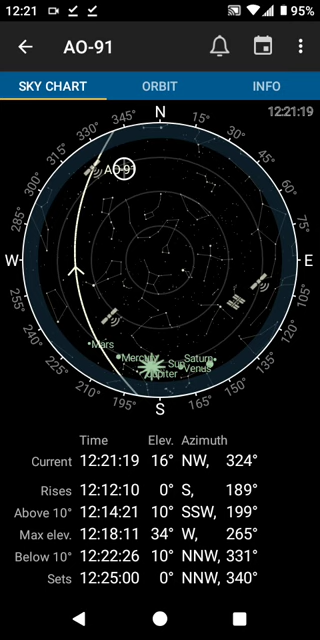 12:21 95%
AO-91
SKY CHART ORBIT INFO
12:21:19
N
345° 15°
330° 30°
315° 45°
300° 60°
285° 75°
W E
255° 105°
240° 120°
225° 135°
210° 150°
195° 165°
S
AO-91
Mars
Mercury
Sun Saturn
Jupiter Venus
Time Elev. Azimuth
Current 12:21:19 16° NW, 324°
Rises 12:12:10 0° S, 189°
Above 10° 12:14:21 10° SSW, 199°
Max elev. 12:18:11 34° W, 265°
Below 10° 12:22:26 10° NNW, 331°
Sets 12:25:00 0° NNW, 340°